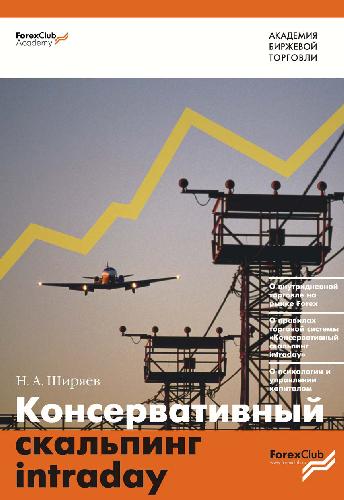 ForexClub
Academy
АКАДЕМИЯ
БИРЖЕВОЙ
ТОРГОВЛИ
О внутридневной
торговле на
рынке Forex
О правилах
торговой системы
«Консервативный
скальпинг
intraday»
О психологии и
управлении
капиталом
Н. А. Ширяев
Консервативный
скальпинг
intraday
ForexClub